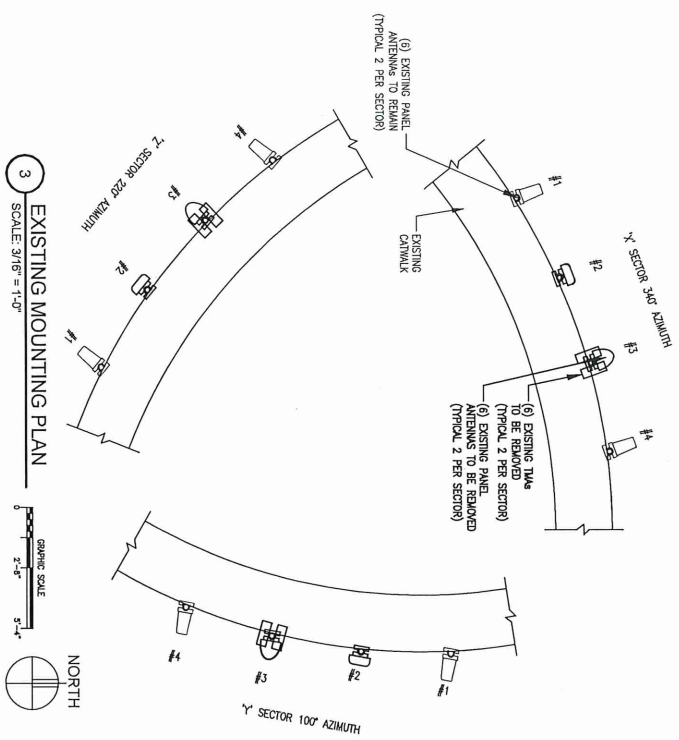 (6) EXISTING PANEL
ANTENNAs TO REMAIN
(TYPICAL 2 PER SECTOR)
EXISTING
CATWALK
'X' SECTOR 340° AZIMUTH
#1
#2
#3
#4
(6) EXISTING TMAs
TO BE REMOVED
(TYPICAL 2 PER SECTOR)
(6) EXISTING PANEL
ANTENNAS TO BE REMOVED
(TYPICAL 2 PER SECTOR)
'Z' SECTOR 220° AZIMUTH
#4
#3
#2
#1
'Y' SECTOR 100° AZIMUTH
#4
#3
#2
#1
3
EXISTING MOUNTING PLAN
SCALE: 3/16" = 1'-0"
GRAPHIC SCALE
0
2'-8"
5'-4"
NORTH